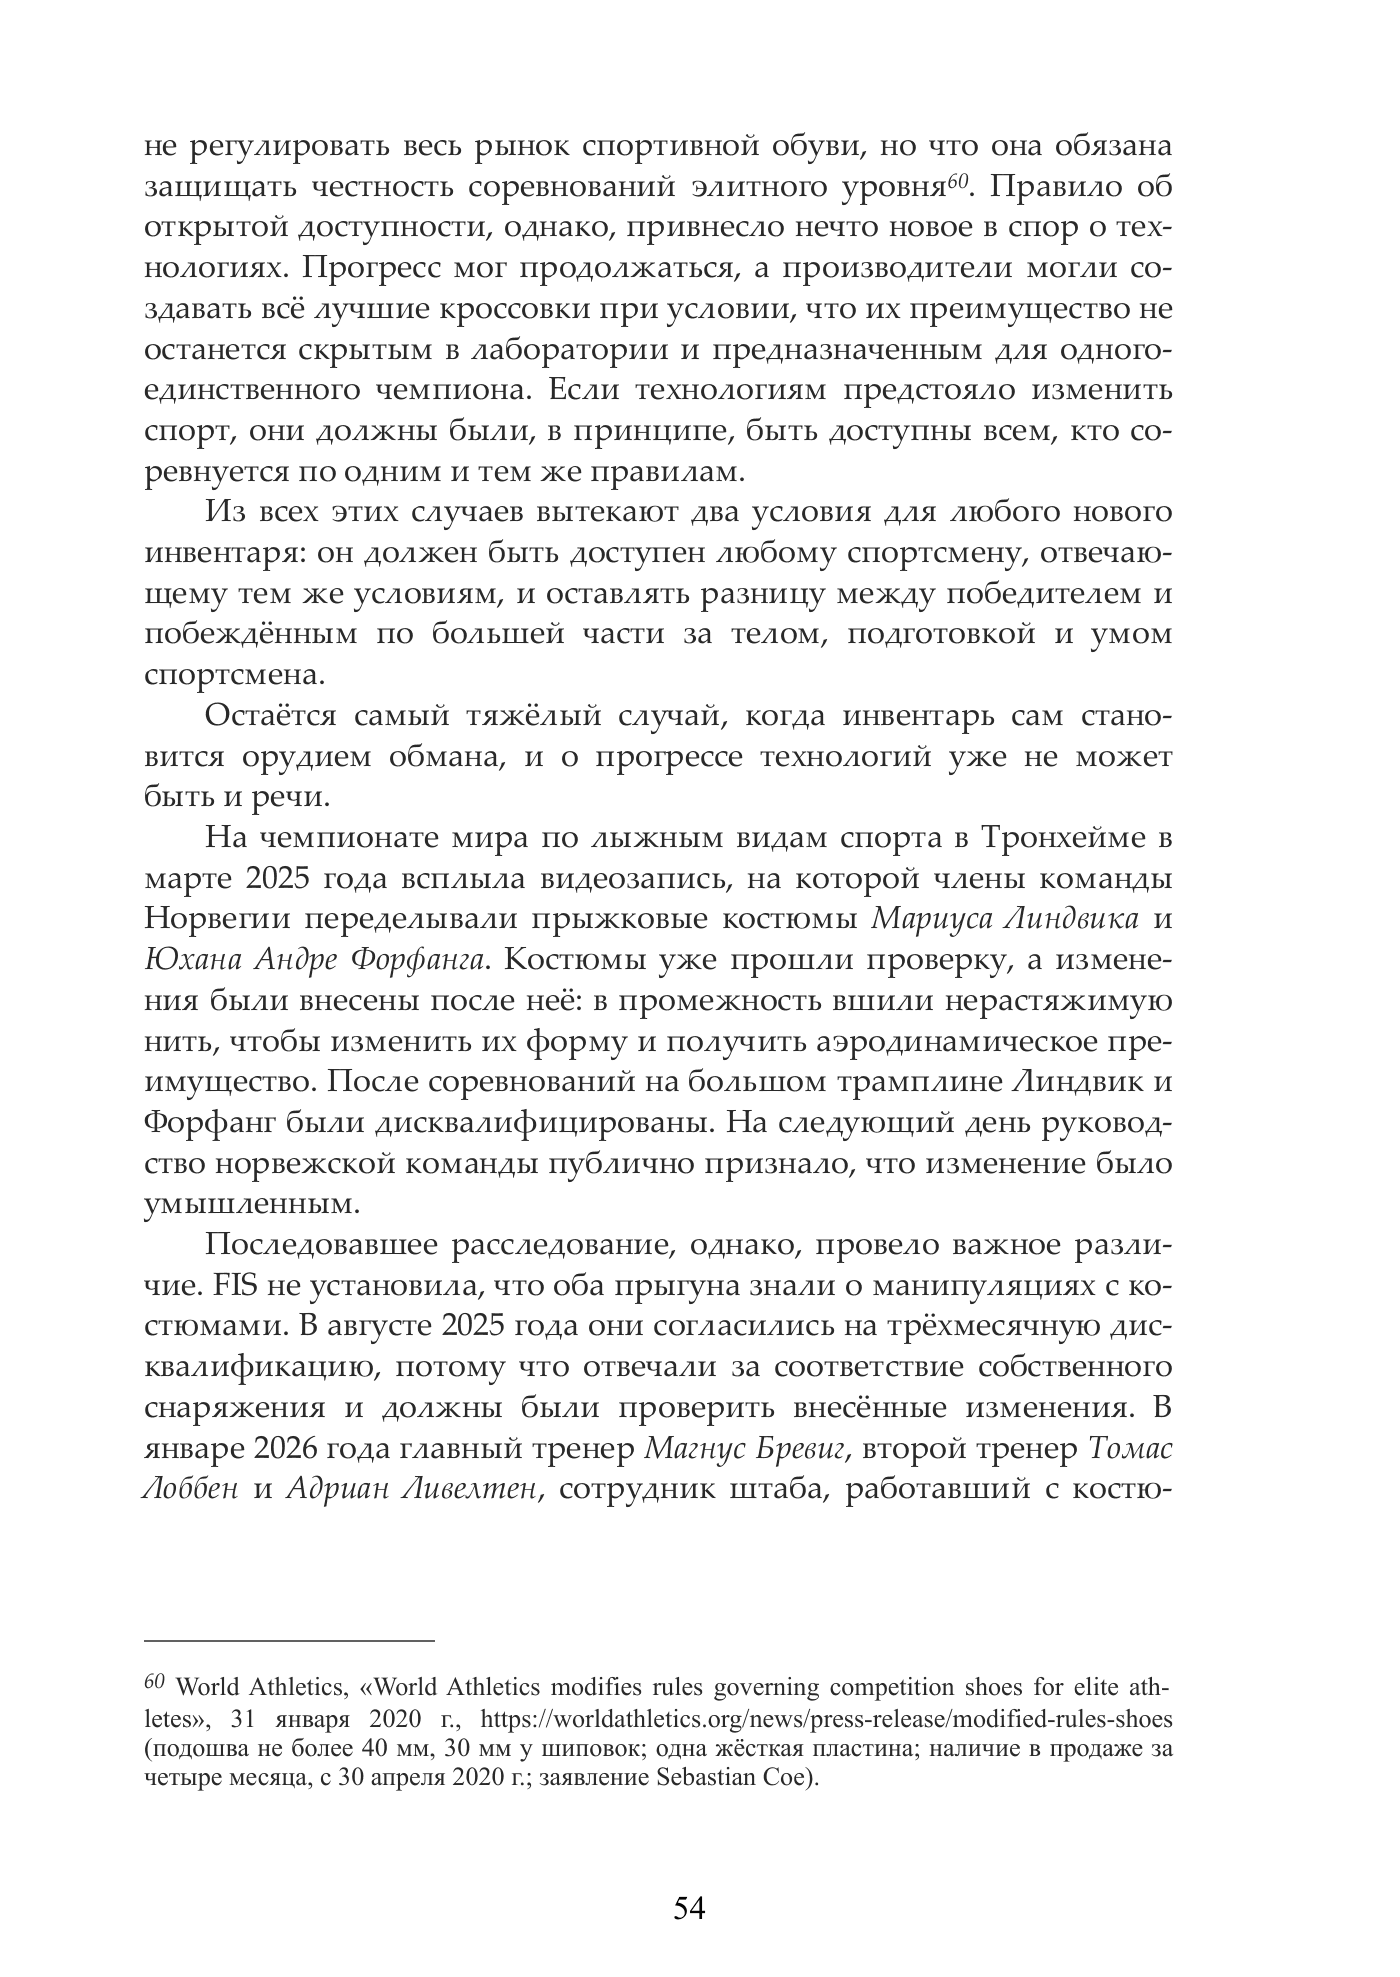 не регулировать весь рынок спортивной обуви, но что она обязана
защищать честность соревнований элитного уровня60. Правило об
открытой доступности, однако, привнесло нечто новое в спор о тех-
нологиях. Прогресс мог продолжаться, а производители могли со-
здавать всё лучшие кроссовки при условии, что их преимущество не
останется скрытым в лаборатории и предназначенным для одного-
единственного чемпиона. Если технологиям предстояло изменить
спорт, они должны были, в принципе, быть доступны всем, кто со-
ревнуется по одним и тем же правилам.
Из всех этих случаев вытекают два условия для любого нового
инвентаря: он должен быть доступен любому спортсмену, отвечаю-
щему тем же условиям, и оставлять разницу между победителем и
побеждённым по большей части за телом, подготовкой и умом
спортсмена.
Остаётся самый тяжёлый случай, когда инвентарь сам стано-
вится орудием обмана, и о прогрессе технологий уже не может
быть и речи.
На чемпионате мира по лыжным видам спорта в Тронхейме в
марте 2025 года всплыла видеозапись, на которой члены команды
Норвегии переделывали прыжковые костюмы Мариуса Линдвика и
Юхана Андре Форфанга. Костюмы уже прошли проверку, а измене-
ния были внесены после неё: в промежность вшили нерастяжимую
нить, чтобы изменить их форму и получить аэродинамическое пре-
имущество. После соревнований на большом трамплине Линдвик и
Форфанг были дисквалифицированы. На следующий день руковод-
ство норвежской команды публично признало, что изменение было
умышленным.
Последовавшее расследование, однако, провело важное разли-
чие. FIS не установила, что оба прыгуна знали о манипуляциях с ко-
стюмами. В августе 2025 года они согласились на трёхмесячную дис-
квалификацию, потому что отвечали за соответствие собственного
снаряжения и должны были проверить внесённые изменения. В
январе 2026 года главный тренер Магнус Бревиг, второй тренер Томас
Лоббен и Адриан Ливелтен, сотрудник штаба, работавший с костю-
60 World Athletics, «World Athletics modifies rules governing competition shoes for elite ath-
letes», 31 января 2020 г., https://worldathletics.org/news/press-release/modified-rules-shoes
(подошва не более 40 мм, 30 мм у шиповок; одна жёсткая пластина; наличие в продаже за
четыре месяца, с 30 апреля 2020 г.; заявление Sebastian Coe).
54